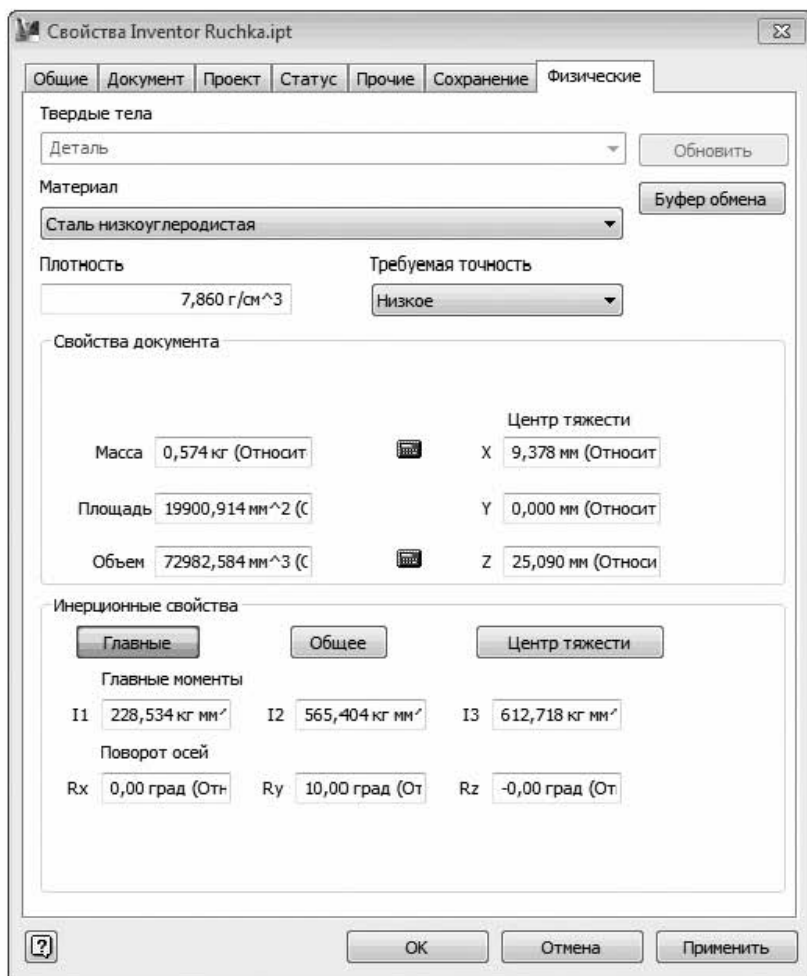 Свойства Inventor Ruchka.ipt
Общие Документ Проект Статус Прочие Сохранение Физические
Твердые тела
Деталь Обновить
Материал
Буфер обмена
Сталь низкоуглеродистая
Плотность Требуемая точность
7,860 г/см^3 Низкое
Свойства документа
Центр тяжести
Масса 0,574 кг (Относит X 9,378 мм (Относит
Площадь 19900,914 мм^2 (С Y 0,000 мм (Относит
Объем 72982,584 мм^3 (С Z 25,090 мм (Относи
Инерционные свойства
Главные Общее Центр тяжести
Главные моменты
I1 228,534 кг мм^ I2 565,404 кг мм^ I3 612,718 кг мм^
Поворот осей
Rx 0,00 град (Отн Ry 10,00 град (От Rz -0,00 град (От
? ОК Отмена Применить